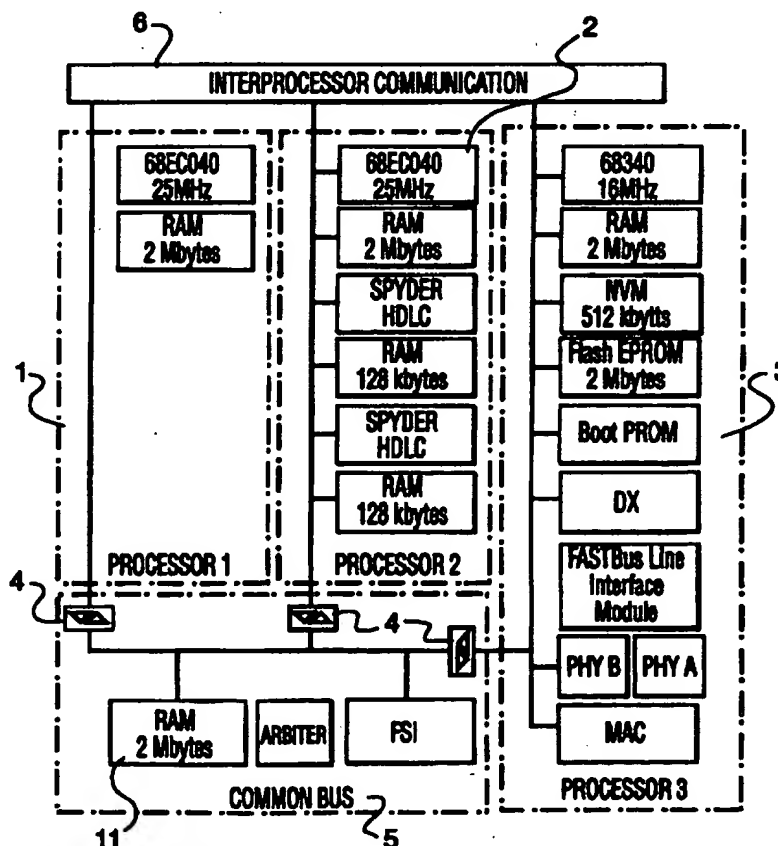 6
2
INTERPROCESSOR COMMUNICATION
68EC040
25MHz
RAM
2 Mbytes
PROCESSOR 1
1
68EC040
25MHz
RAM
2 Mbytes
SPYDER
HDLC
RAM
128 kbytes
SPYDER
HDLC
RAM
128 kbytes
PROCESSOR 2
68340
16MHz
RAM
2 Mbytes
NVM
512 kbytts
Flash EPROM
2 Mbytes
Boot PROM
DX
FASTBus Line
Interface
Module
PHY B
PHY A
MAC
PROCESSOR 3
3
4
4
RAM
2 Mbytes
ARBITER
FSI
COMMON BUS
11
5